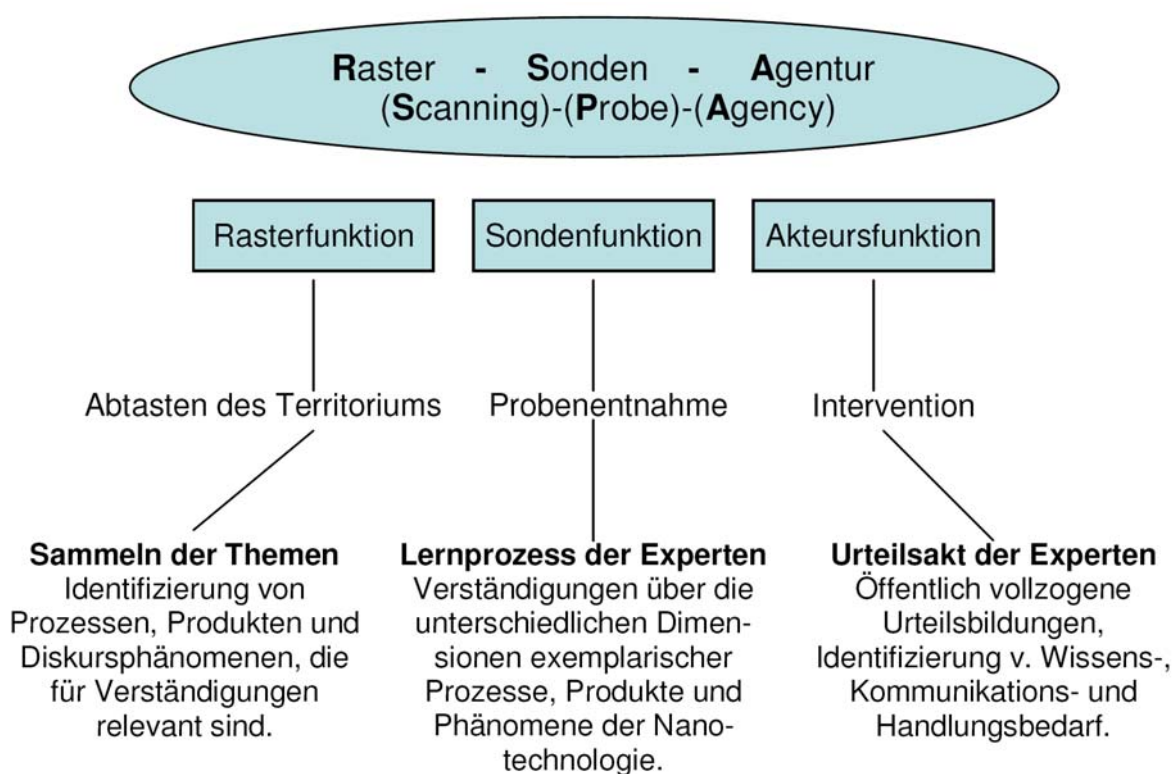 Raster - Sonden - Agentur
(Scanning)-(Probe)-(Agency)
Rasterfunktion
Sondenfunktion
Akteursfunktion
Abtasten des Territoriums
Probenentnahme
Intervention
Sammeln der Themen
Identifizierung von
Prozessen, Produkten und
Diskursphänomenen, die
für Verständigungen
relevant sind.
Lernprozess der Experten
Verständigungen über die
unterschiedlichen Dimen-
sionen exemplarischer
Prozesse, Produkte und
Phänomene der Nano-
technologie.
Urteilsakt der Experten
Öffentlich vollzogene
Urteilsbildungen,
Identifizierung v. Wissens-,
Kommunikations- und
Handlungsbedarf.